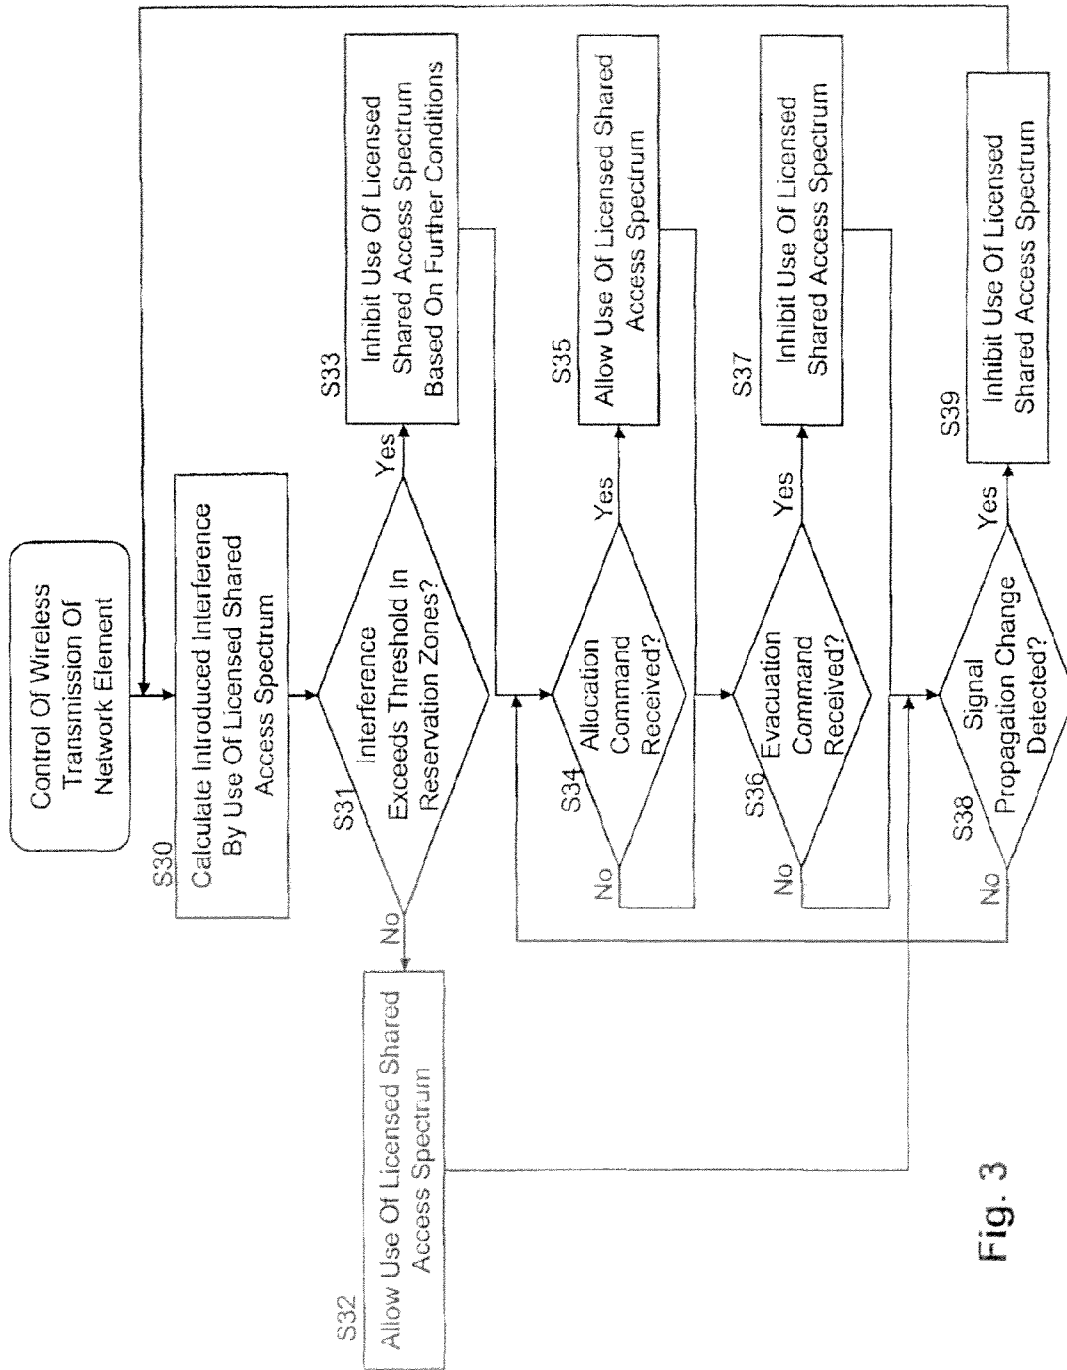 Control Of Wireless
Transmission Of
Network Element
S30
Calculate Introduced Interference
By Use Of Licensed Shared
Access Spectrum
S31
Interference
Exceeds Threshold In
Reservation Zones?
No
Yes
S32
Allow Use Of Licensed Shared
Access Spectrum
S33
Inhibit Use Of Licensed
Shared Access Spectrum
Based On Further Conditions
S34
Allocation
Command
Received?
No
Yes
S35
Allow Use Of Licensed Shared
Access Spectrum
S36
Evacuation
Command
Received?
No
Yes
S37
Inhibit Use Of Licensed
Shared Access Spectrum
S38
Signal
Propagation Change
Detected?
No
Yes
S39
Inhibit Use Of Licensed
Shared Access Spectrum
Fig. 3